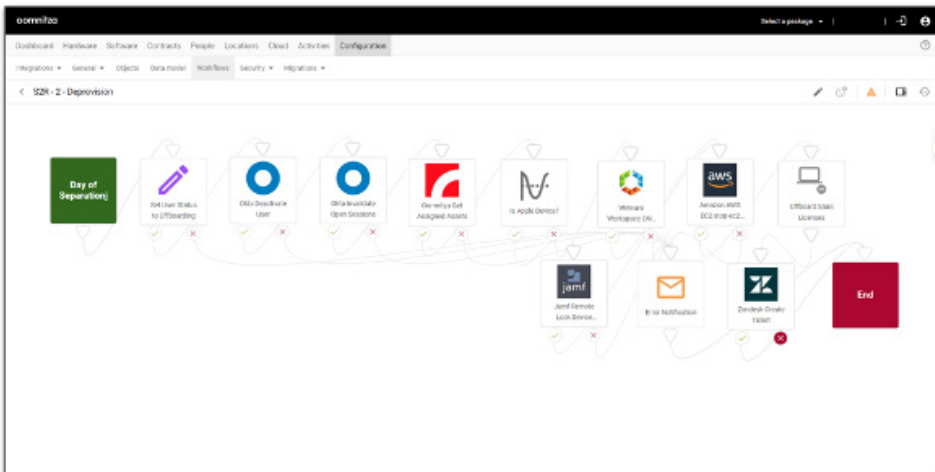 oomnitza
Select a package
Dashboard Hardware Software Contracts People Locations Cloud Activities Configuration
Integrations General Objects Data model Workflows Security Migrations
< S2R - 2 - Deprovision
Day of
Separation
Set User Status
to Offboarding
Okta Deactivate
User
Okta Invalidate
Open Sessions
Oomnitza Get
Assigned Assets
Is Apple Device?
VMware
Workspace ON...
aws
Amazon AWS
EC2 stop ec2...
Offboard SaaS
Licenses
jamf
Jamf Remote
Lock Device...
Error Notification
Zendesk Create
Ticket
End